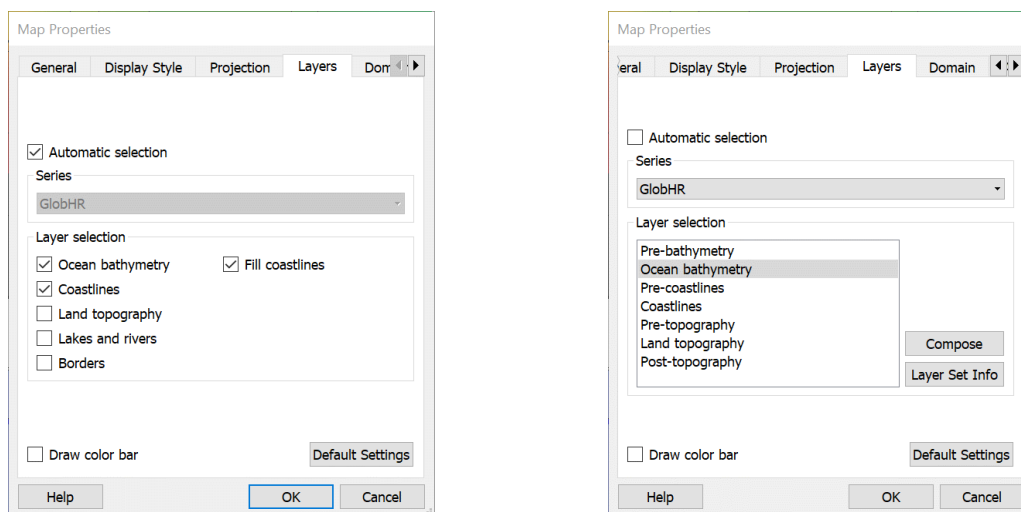 Map Properties
General Display Style Projection Layers Dom
Automatic selection
Series
GlobHR
Layer selection
Ocean bathymetry Fill coastlines
Coastlines
Land topography
Lakes and rivers
Borders
Draw color bar Default Settings
Help OK Cancel
Map Properties
eral Display Style Projection Layers Domain
Automatic selection
Series
GlobHR
Layer selection
Pre-bathymetry
Ocean bathymetry
Pre-coastlines
Coastlines
Pre-topography
Land topography
Post-topography
Compose
Layer Set Info
Draw color bar Default Settings
Help OK Cancel